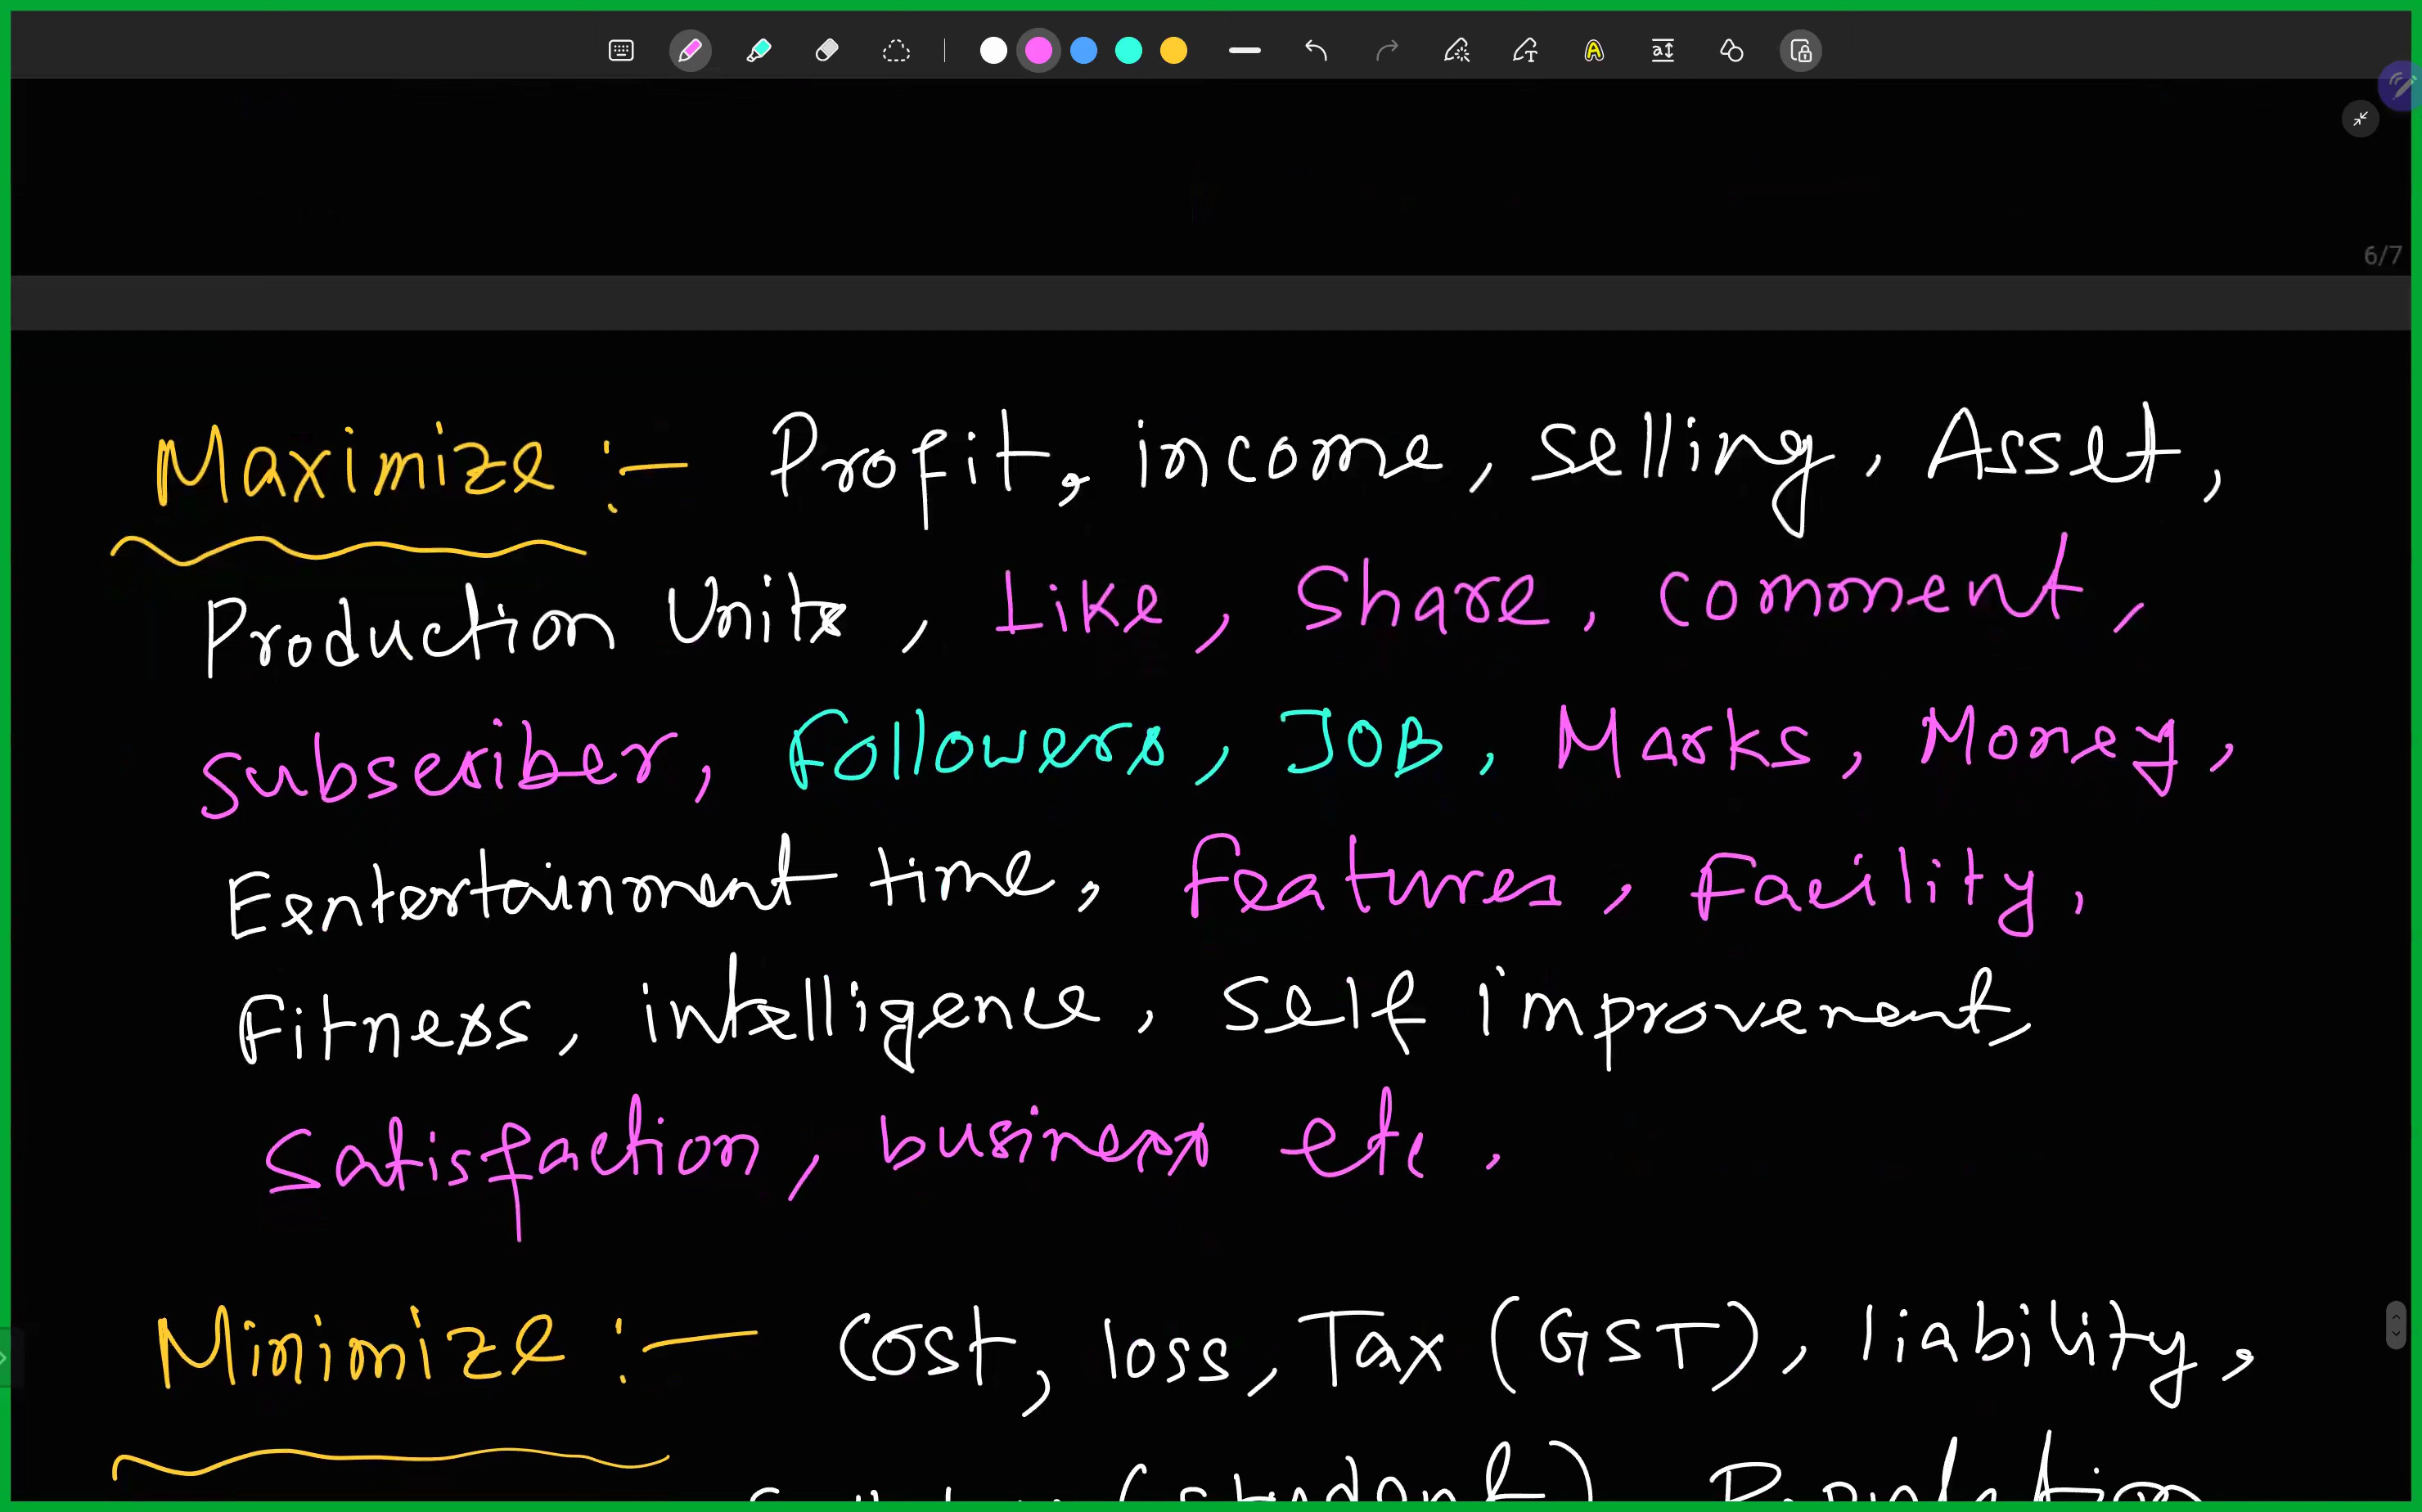 6/7
Maximize :- Profit, income, selling, Asset,
Production Units, Like, Share, Comment,
Subscriber, Followers, JOB, Marks, Money,
Eentertainment time, Features, Facility,
Fitness, intelligence, Self improvement,
Satisfaction, business etc.
Minimize :- Cost, loss, Tax (GST), liability,
(student)